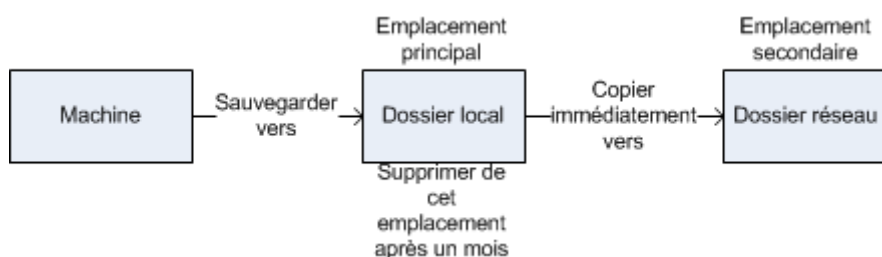 Emplacement
principal
Emplacement
secondaire
Machine
Sauvegarder
vers
Dossier local
Copier
immédiatement
vers
Dossier réseau
Supprimer de
cet
emplacement
après un mois